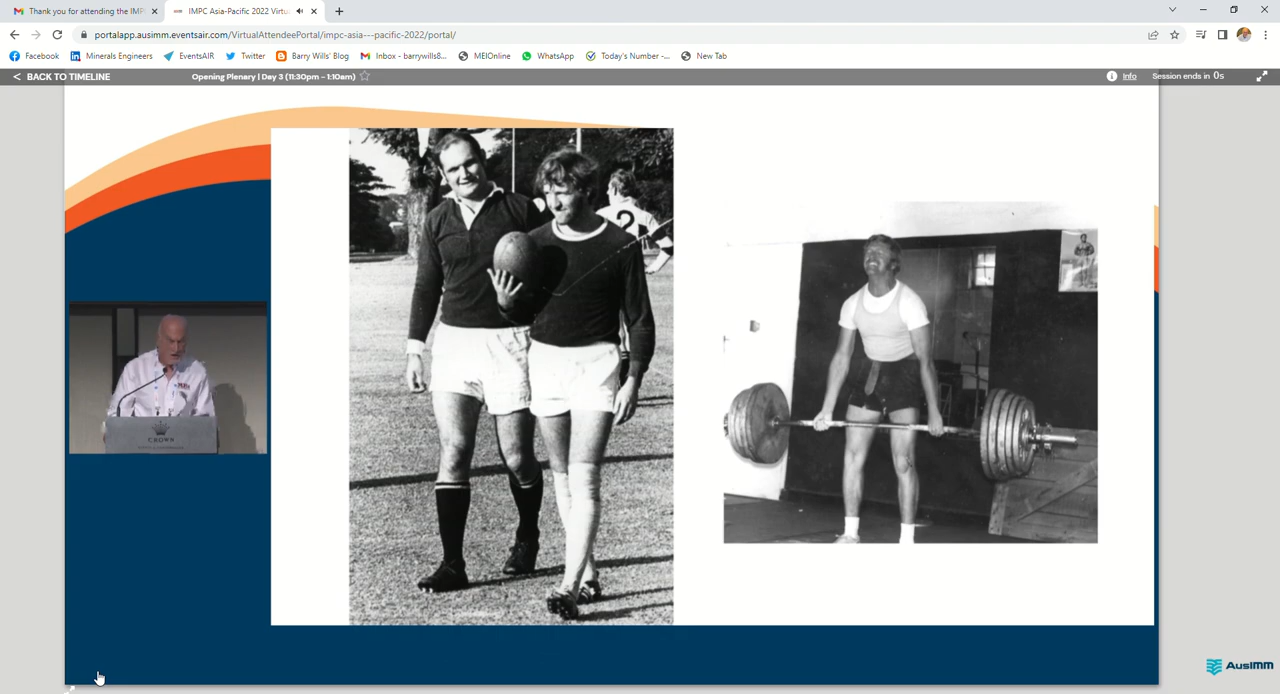 Thank you for attending the IMP
IMPC Asia-Pacific 2022 Virtu
portalapp.ausimm.eventsair.com/VirtualAttendeePortal/impc-asia---pacific-2022/portal/
Facebook
Minerals Engineers
EventsAIR
Twitter
Barry Wills' Blog
Inbox - barrywills8...
MEIOnline
WhatsApp
Today's Number -...
New Tab
< BACK TO TIMELINE
Opening Plenary | Day 3 (11:30pm - 1:10am)
Info
Session ends in 0s
2
CROWN
AusIMM